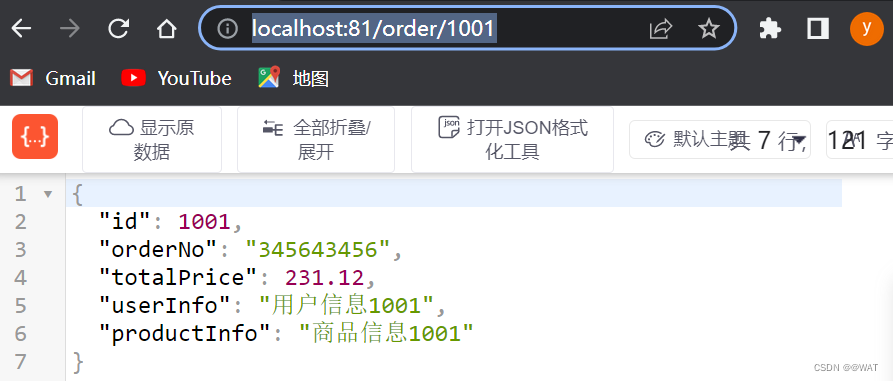 localhost:81/order/1001
y
Gmail
YouTube
地图
{...}
显示原
数据
全部折叠/
展开
json
打开JSON格式
化工具
默认主题
共 7 行, 121 字
1 {
2 "id": 1001,
3 "orderNo": "345643456",
4 "totalPrice": 231.12,
5 "userInfo": "用户信息1001",
6 "productInfo": "商品信息1001"
7 }
CSDN @@WAT